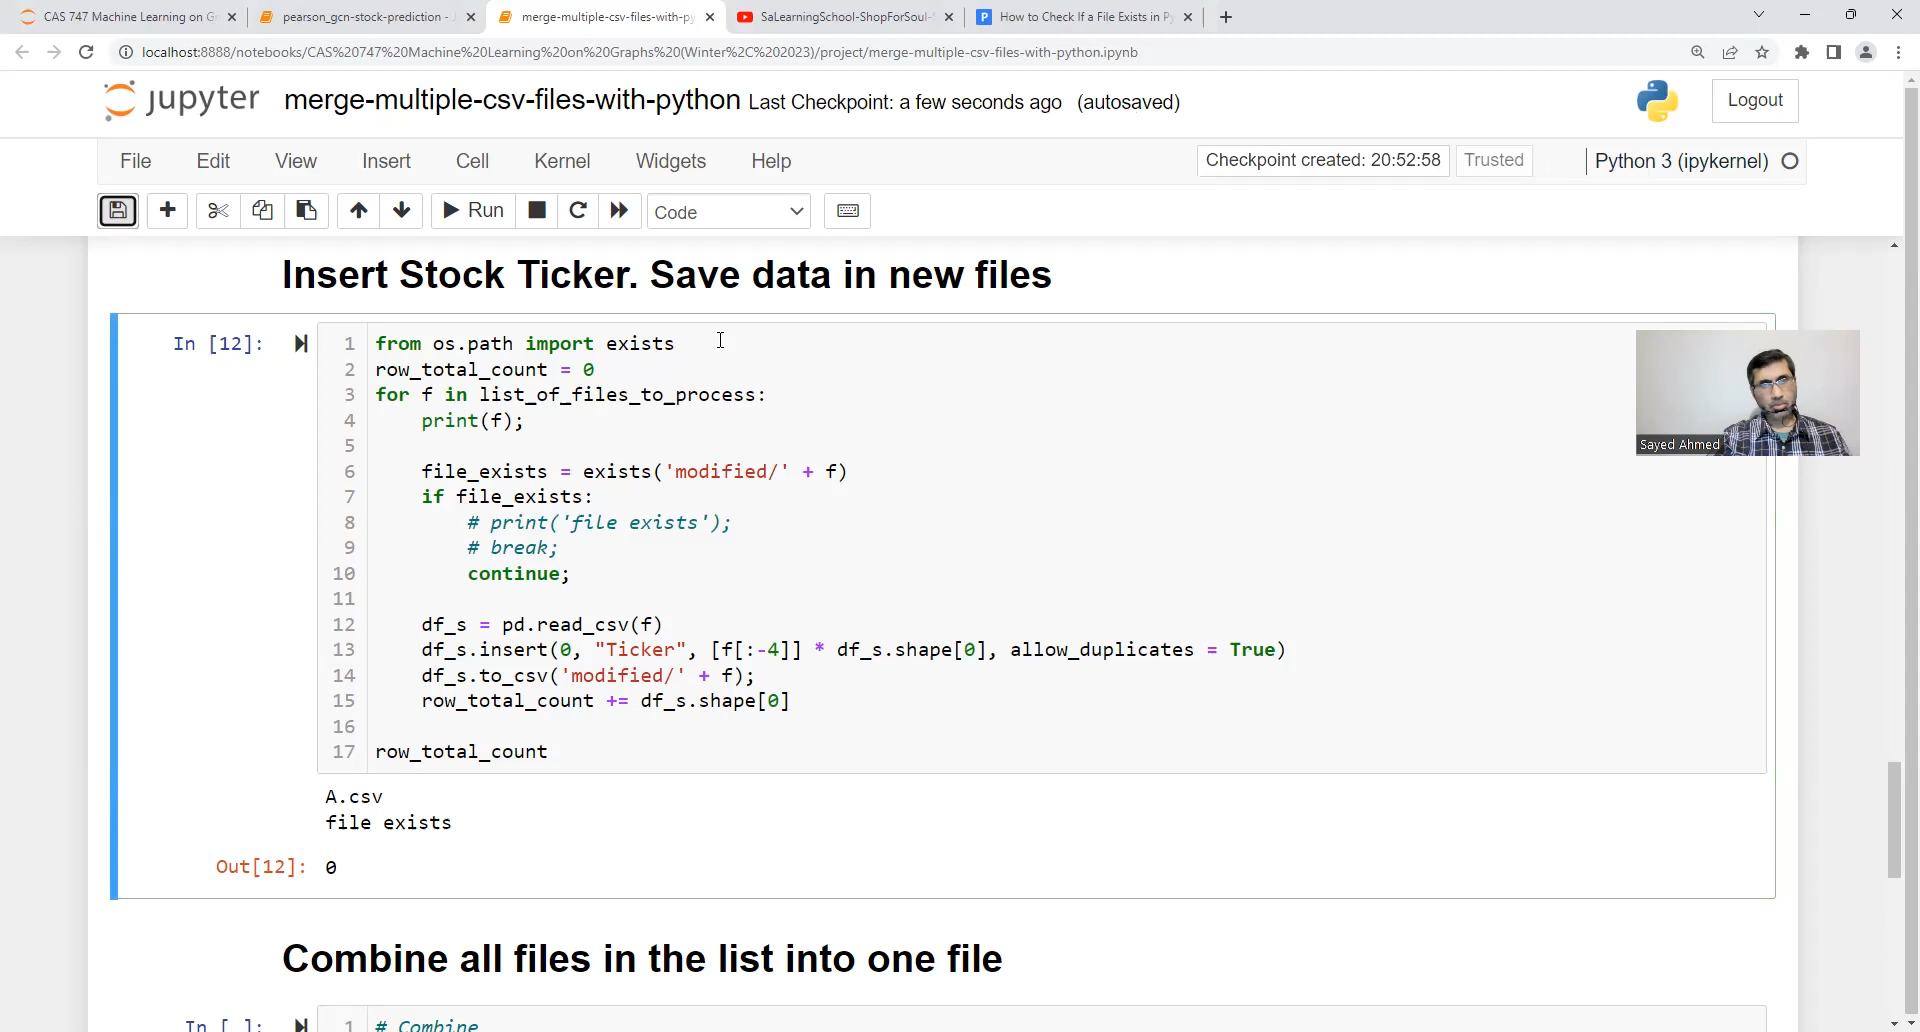 CAS 747 Machine Learning on G
pearson_gcn-stock-prediction - J
merge-multiple-csv-files-with-py
SaLearningSchool-ShopForSoul-S
How to Check If a File Exists in Py
localhost:8888/notebooks/CAS%20747%20Machine%20Learning%20on%20Graphs%20(Winter%2C%202023)/project/merge-multiple-csv-files-with-python.ipynb
jupyter merge-multiple-csv-files-with-python Last Checkpoint: a few seconds ago (autosaved)
Logout
File Edit View Insert Cell Kernel Widgets Help
Checkpoint created: 20:52:58 Trusted Python 3 (ipykernel)
Run Code
Insert Stock Ticker. Save data in new files
In [12]:
1 from os.path import exists
2 row_total_count = 0
3 for f in list_of_files_to_process:
4 print(f);
5
6 file_exists = exists('modified/' + f)
7 if file_exists:
8 # print('file exists');
9 # break;
10 continue;
11
12 df_s = pd.read_csv(f)
13 df_s.insert(0, "Ticker", [f[:-4]] * df_s.shape[0], allow_duplicates = True)
14 df_s.to_csv('modified/' + f);
15 row_total_count += df_s.shape[0]
16
17 row_total_count
Sayed Ahmed
A.csv
file exists
Out[12]: 0
Combine all files in the list into one file
In [ ]: 1 # Combine